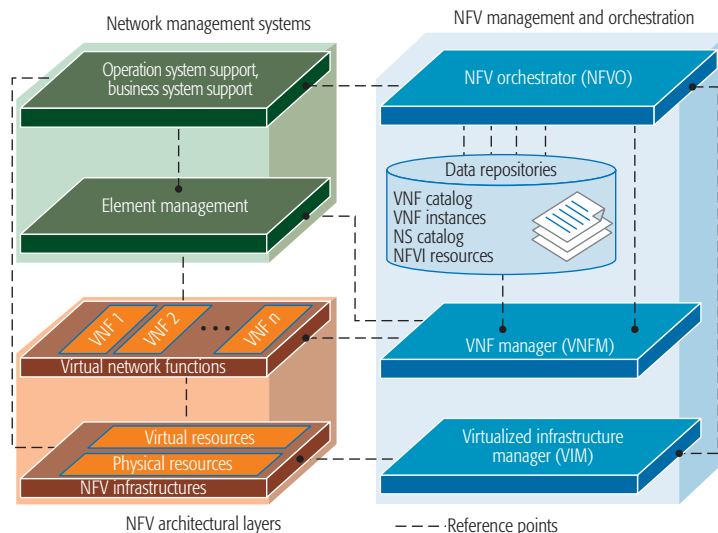 Network management systems
NFV management and orchestration
Operation system support,
business system support
NFV orchestrator (NFVO)
Data repositories
VNF catalog
VNF instances
NS catalog
NFVI resources
Element management
VNF 1
VNF 2
• • •
VNF n
Virtual network functions
VNF manager (VNFM)
Virtual resources
Physical resources
NFV infrastructures
Virtualized infrastructure
manager (VIM)
NFV architectural layers
Reference points